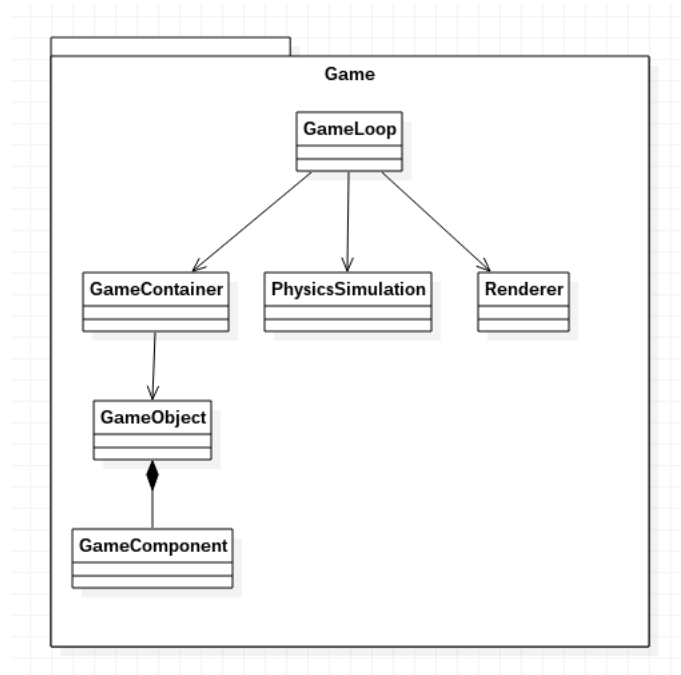 Game
GameLoop
GameContainer
PhysicsSimulation
Renderer
GameObject
GameComponent